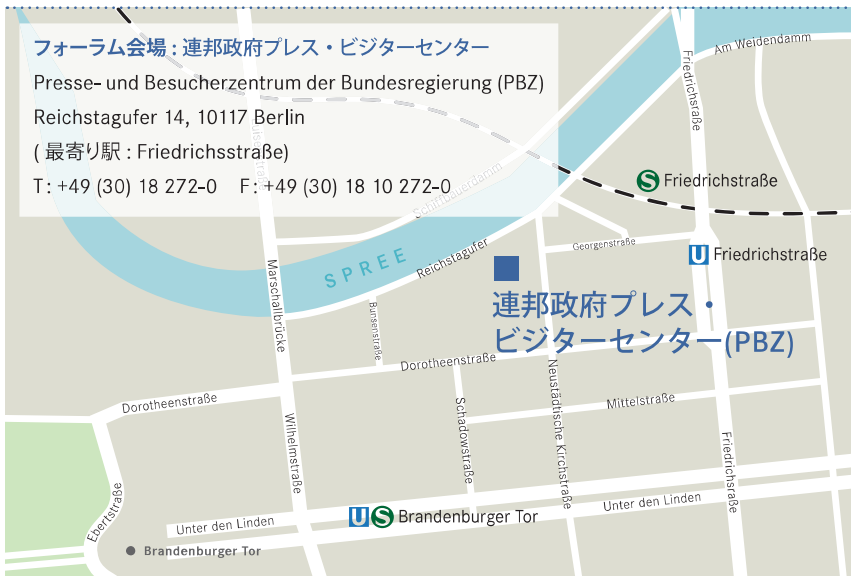 フォーラム会場 : 連邦政府プレス・ビジターセンター
Presse- und Besucherzentrum der Bundesregierung (PBZ)
Reichstagufer 14, 10117 Berlin
( 最寄り駅 : Friedrichsstraße)
T: +49 (30) 18 272-0 F: +49 (30) 18 10 272-0
Am Weidendamm
Friedrichstraße
Schiffbauerdamm
S Friedrichstraße
Georgenstraße
U Friedrichstraße
SPREE
Reichstagufer
Marschallbrücke
連邦政府プレス・
ビジターセンター(PBZ)
Bunsenstraße
Dorotheenstraße
Dorotheenstraße
Neustädtische Kirchstraße
Mittelstraße
Schadowstraße
Wilhelmstraße
Friedrichsraße
Ebertstraße
U S Brandenburger Tor
Unter den Linden
Unter den Linden
Brandenburger Tor